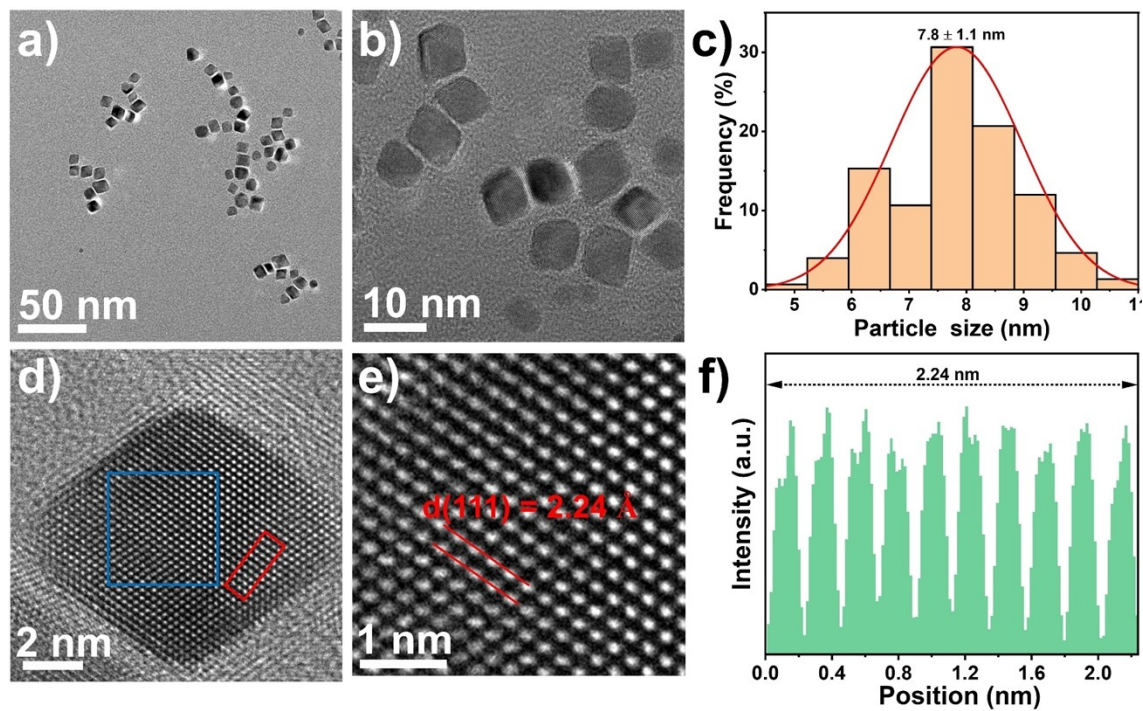 a)
50 nm
b)
10 nm
c)
7.8 ± 1.1 nm
Frequency (%)
30
20
10
0
5 6 7 8 9 10 11
Particle size (nm)
d)
2 nm
e)
d(111) = 2.24 Å
1 nm
f)
2.24 nm
Intensity (a.u.)
0.0 0.4 0.8 1.2 1.6 2.0
Position (nm)